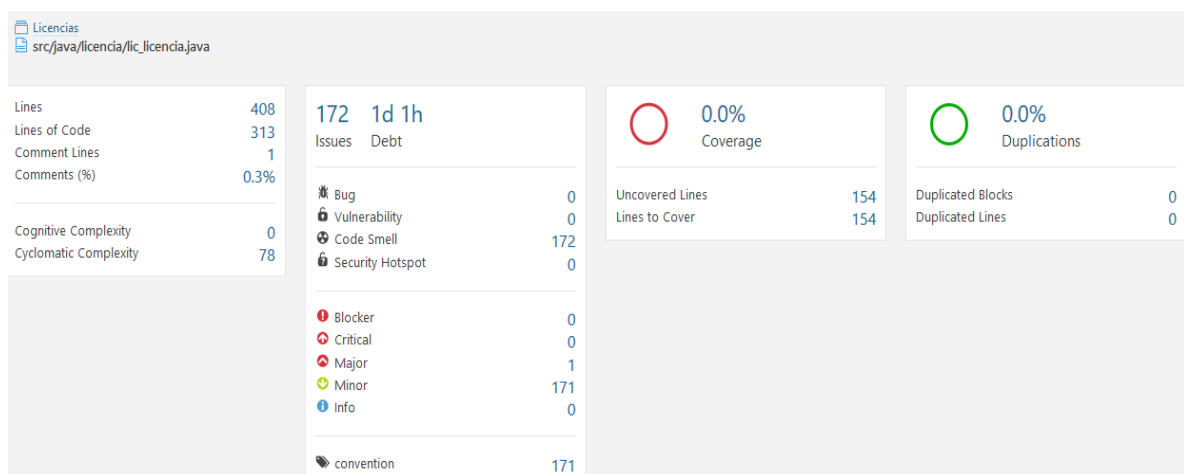 Licencias
src/java/licencia/lic_licencia.java
Lines 408
Lines of Code 313
Comment Lines 1
Comments (%) 0.3%
Cognitive Complexity 0
Cyclomatic Complexity 78
172 1d 1h
Issues Debt
Bug 0
Vulnerability 0
Code Smell 172
Security Hotspot 0
Blocker 0
Critical 0
Major 1
Minor 171
Info 0
convention 171
0.0%
Coverage
Uncovered Lines 154
Lines to Cover 154
0.0%
Duplications
Duplicated Blocks 0
Duplicated Lines 0